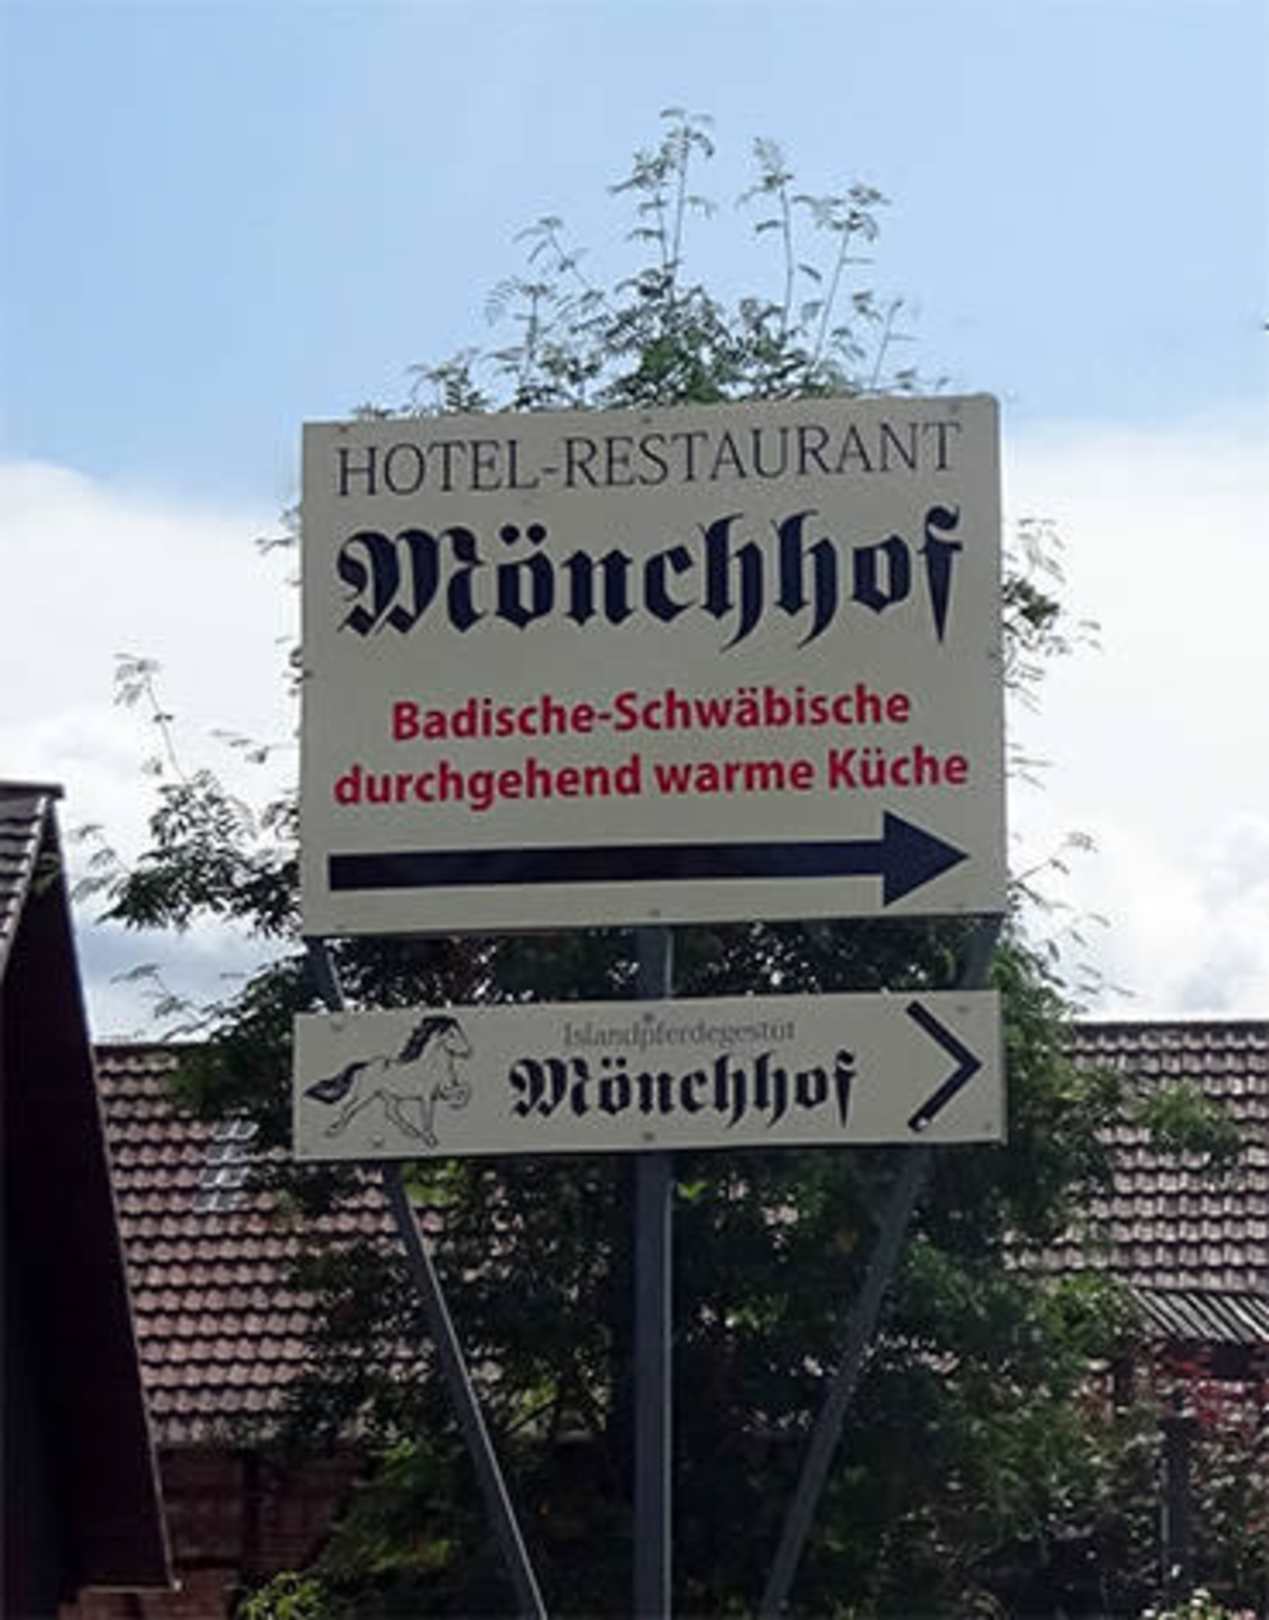 HOTEL-RESTAURANT
Mönchhof
Badische-Schwäbische
durchgehend warme Küche
Islandpferdegestüt
Mönchhof